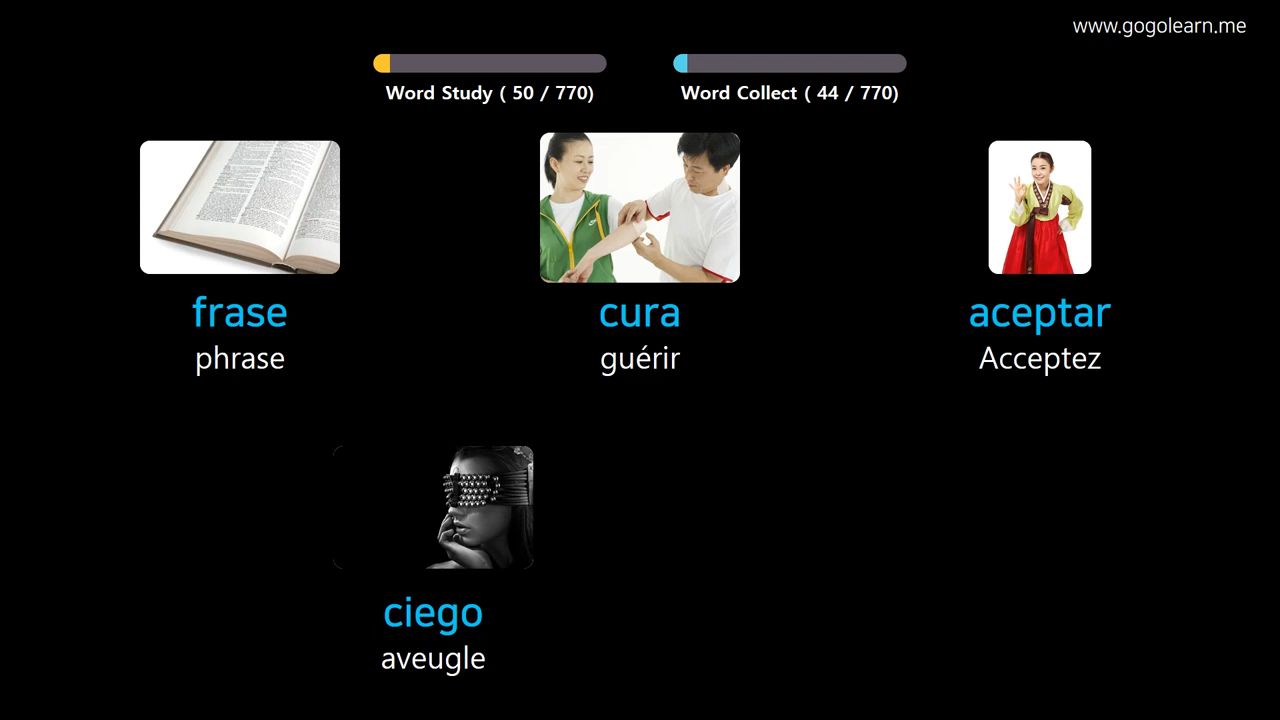 www.gogolearn.me
Word Study ( 50 / 770)
Word Collect ( 44 / 770)
frase
phrase
cura
guérir
aceptar
Acceptez
ciego
aveugle